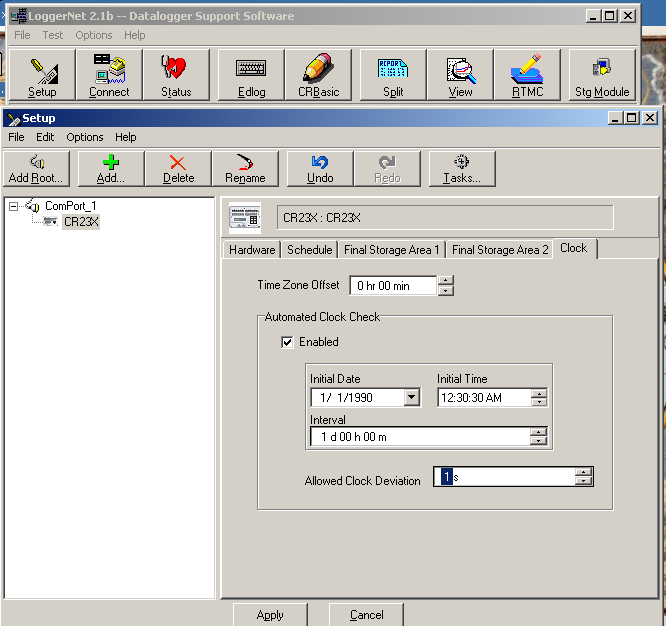 LoggerNet 2.1b -- Datalogger Support Software
File Test Options Help
Setup Connect Status Edlog CRBasic Split View RTMC Stg Module
Setup
File Edit Options Help
Add Root... Add... Delete Rename Undo Redo Tasks...
ComPort_1
CR23X
CR23X : CR23X
Hardware Schedule Final Storage Area 1 Final Storage Area 2 Clock
Time Zone Offset 0 hr 00 min
Automated Clock Check
Enabled
Initial Date Initial Time
1/ 1/1990 12:30:30 AM
Interval
1 d 00 h 00 m
Allowed Clock Deviation 1 s
Apply Cancel